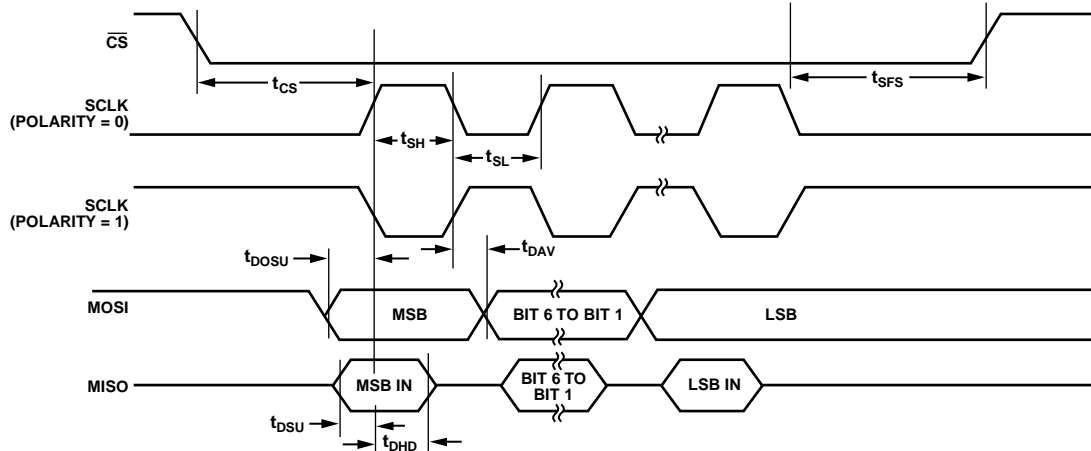 CS
tCS
tSFS
SCLK
(POLARITY = 0)
tSH
tSL
SCLK
(POLARITY = 1)
tDOSU
tDAV
MOSI
MSB
BIT 6 TO BIT 1
LSB
MISO
MSB IN
BIT 6 TO
BIT 1
LSB IN
tDSU
tDHD